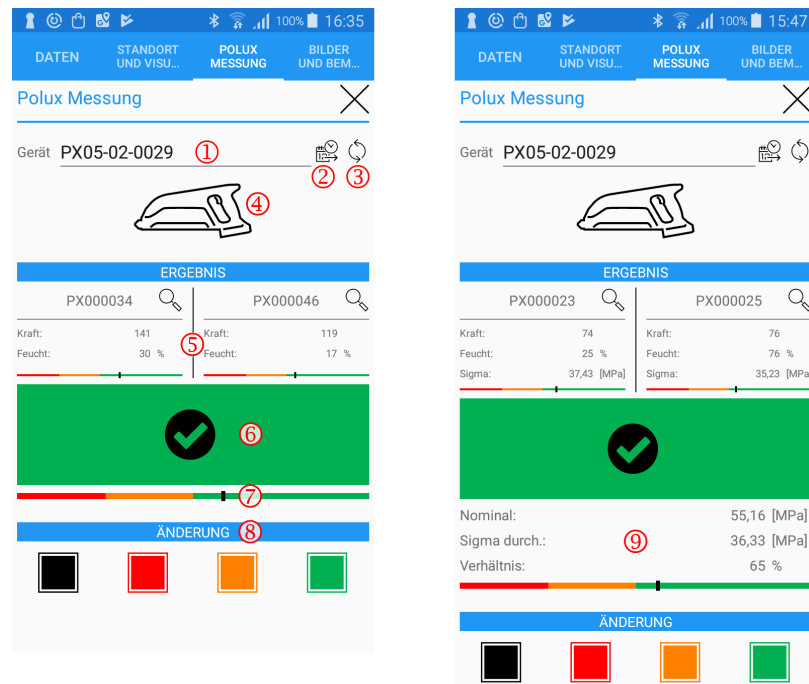 100% 16:35
DATEN
STANDORT
UND VISU...
POLUX
MESSUNG
BILDER
UND BEM...
Polux Messung
Gerät PX05-02-0029 ①
② ③
④
ERGEBNIS
PX000034 PX000046
Kraft: 141 Kraft: 119
⑤
Feucht: 30 % Feucht: 17 %
⑥
⑦
ÄNDERUNG ⑧
100% 15:47
DATEN
STANDORT
UND VISU...
POLUX
MESSUNG
BILDER
UND BEM...
Polux Messung
Gerät PX05-02-0029
ERGEBNIS
PX000023 PX000025
Kraft: 74 Kraft: 76
Feucht: 25 % Feucht: 76 %
Sigma: 37,43 [MPa] Sigma: 35,23 [MPa
Nominal: 55,16 [MPa]
Sigma durch.: ⑨ 36,33 [MPa]
Verhältnis: 65 %
ÄNDERUNG